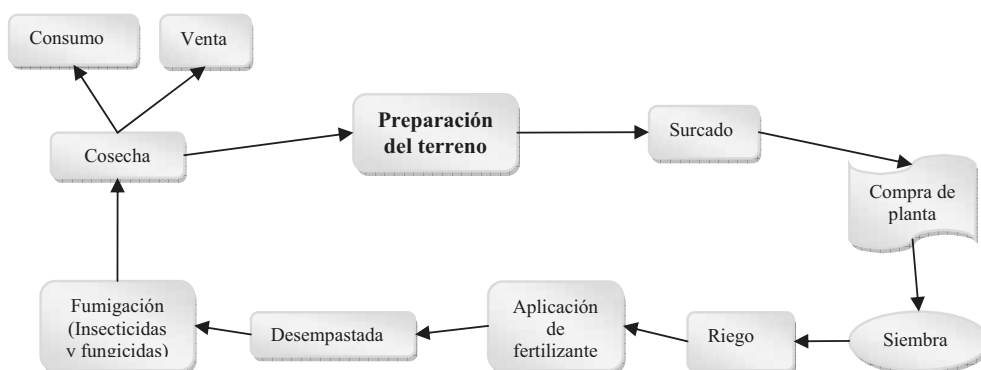 Consumo
Venta
Cosecha
Preparación
del terreno
Surcado
Compra de
planta
Siembra
Riego
Aplicación
de
fertilizante
Desempastada
Fumigación
(Insecticidas
y fungicidas)